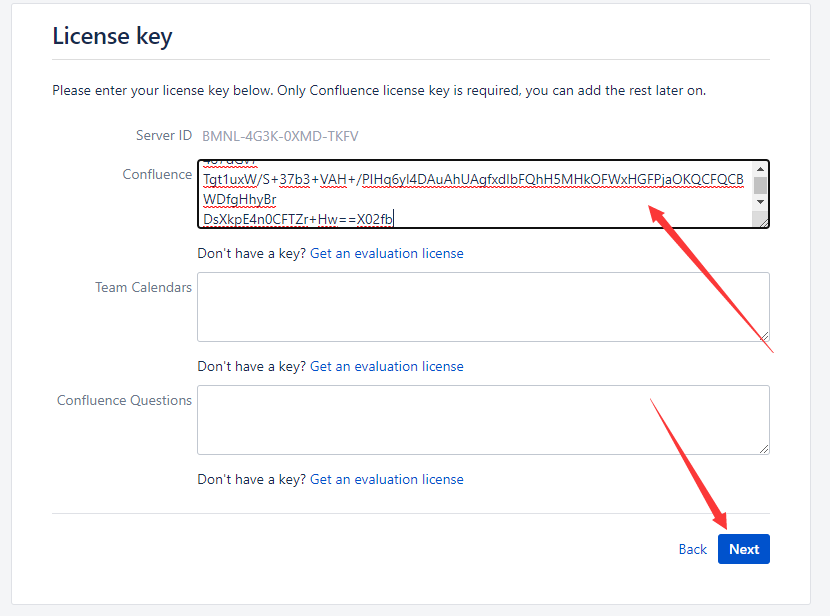 License key
Please enter your license key below. Only Confluence license key is required, you can add the rest later on.
Server ID BMNL-4G3K-0XMD-TKFV
Confluence
Tgt1uxW/S+37b3+VAH+/PlHq6yl4DAuAhUAgfxdlbFQhH5MHkOFWxHGFPjaOKQCFQCB
WDfqHhyBr
DsXkpE4n0CFTZr+Hw==X02fb
Don't have a key? Get an evaluation license
Team Calendars
Don't have a key? Get an evaluation license
Confluence Questions
Don't have a key? Get an evaluation license
Back Next